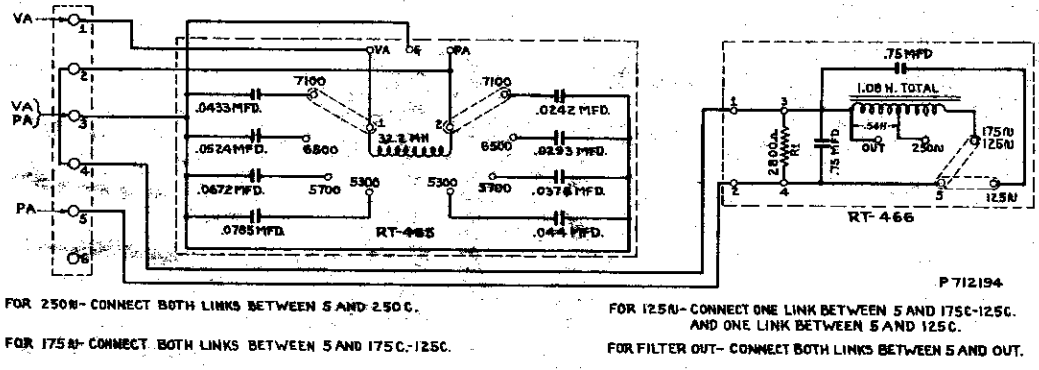 VA
1
2
VA
PA
3
4
PA
5
6
VA G PA
7100 7100
.0433 MFD. .0242 MFD.
1 2
32.2 MH
.0524 MFD. 6500 6500 .0293 MFD.
.0672 MFD. 5700 5300 5300 5700 .0376 MFD.
.0785 MFD. RT-465 .044 MFD.
.75 MFD
1.08 H. TOTAL
1 3
.54H
2800Ω R1 .75 MFD OUT 250~ 175~ 125~
2 4 5 125~
RT-466
P 712194
FOR 250~- CONNECT BOTH LINKS BETWEEN 5 AND 250C.
FOR 175~- CONNECT BOTH LINKS BETWEEN 5 AND 175C.-125C.
FOR 125~- CONNECT ONE LINK BETWEEN 5 AND 175C-125C.
AND ONE LINK BETWEEN 5 AND 125C.
FOR FILTER OUT- CONNECT BOTH LINKS BETWEEN 5 AND OUT.